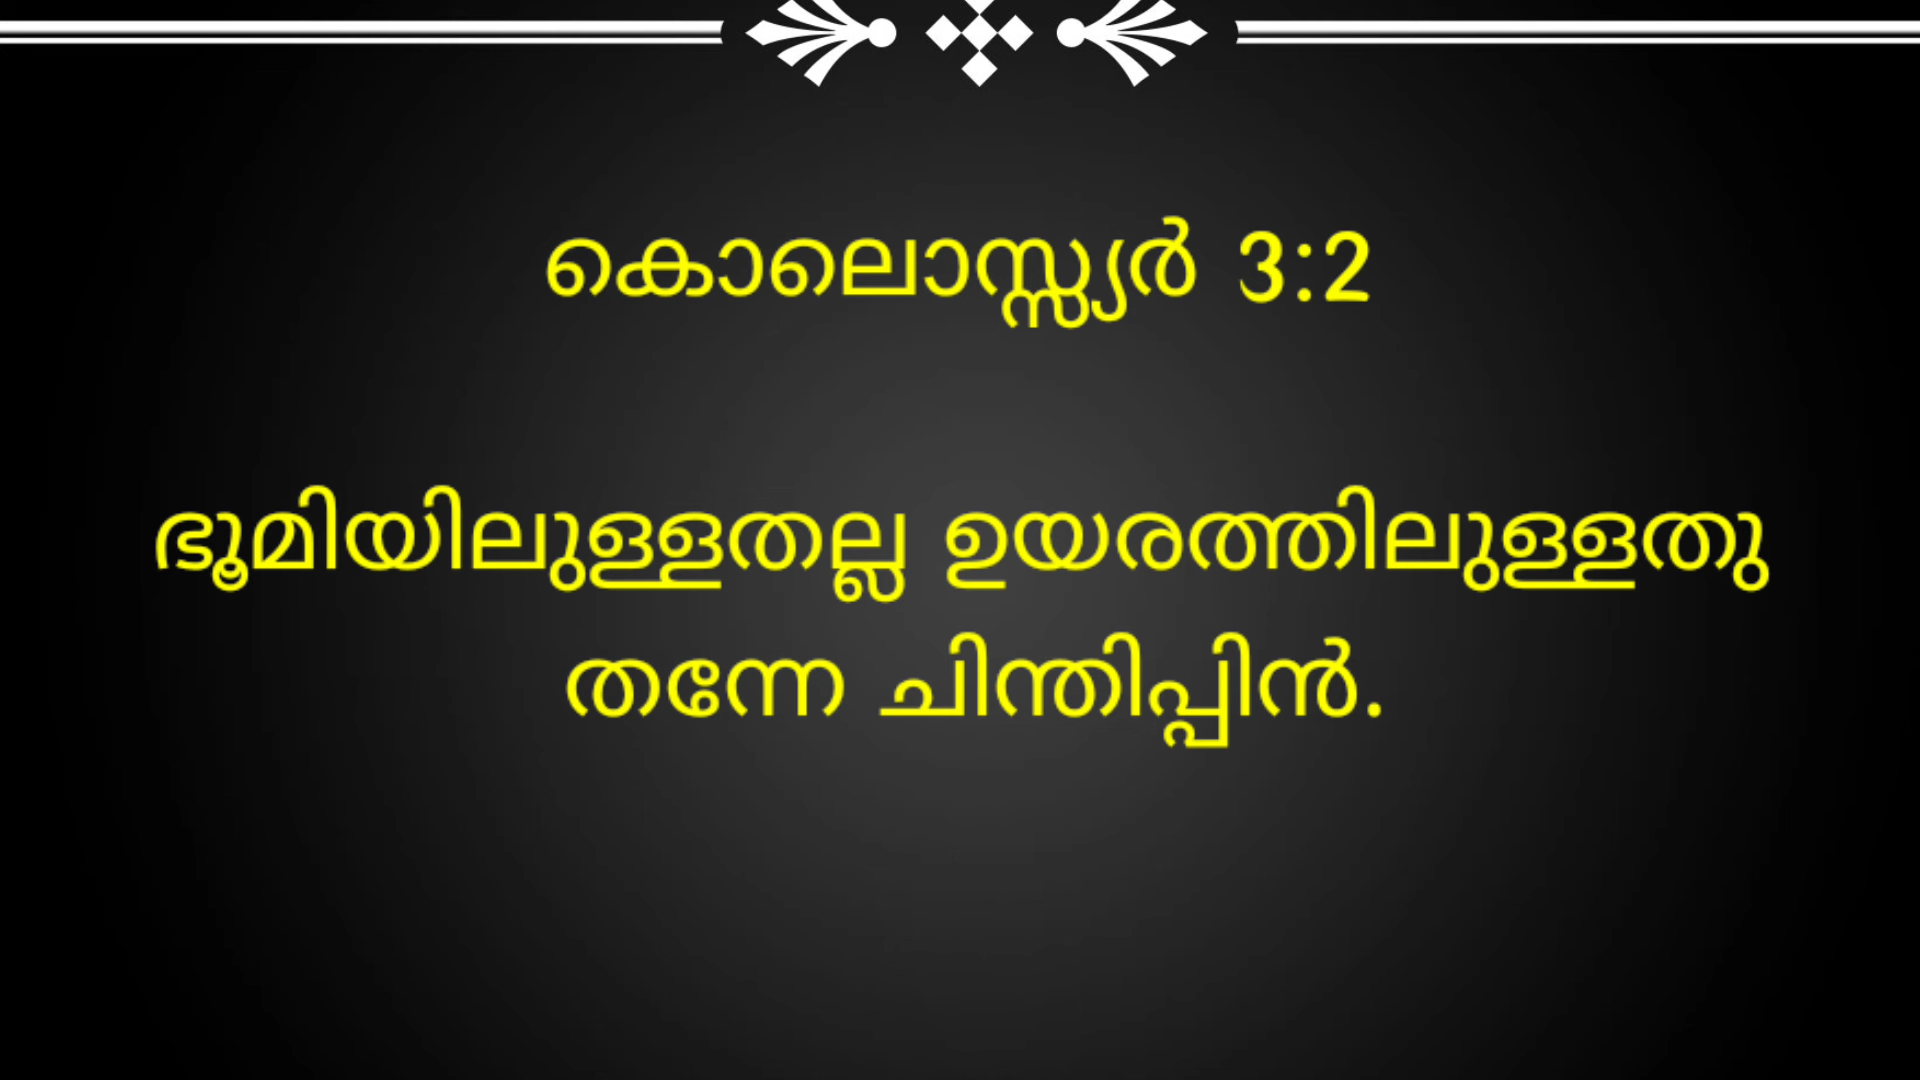 കൊലൊസ്സ്യർ 3:2
ഭൂമിയിലുള്ളതല്ല ഉയരത്തിലുള്ളതു
തന്നേ ചിന്തിപ്പിൻ.